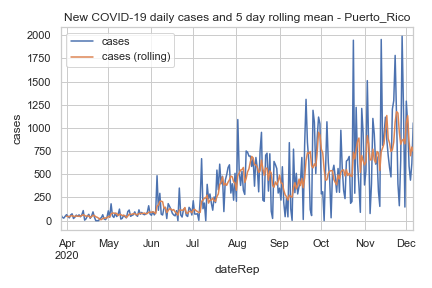 New COVID-19 daily cases and 5 day rolling mean - Puerto_Rico
cases
cases (rolling)
cases
2000
1750
1500
1250
1000
750
500
250
0
Apr May Jun Jul Aug Sep Oct Nov Dec
2020
dateRep